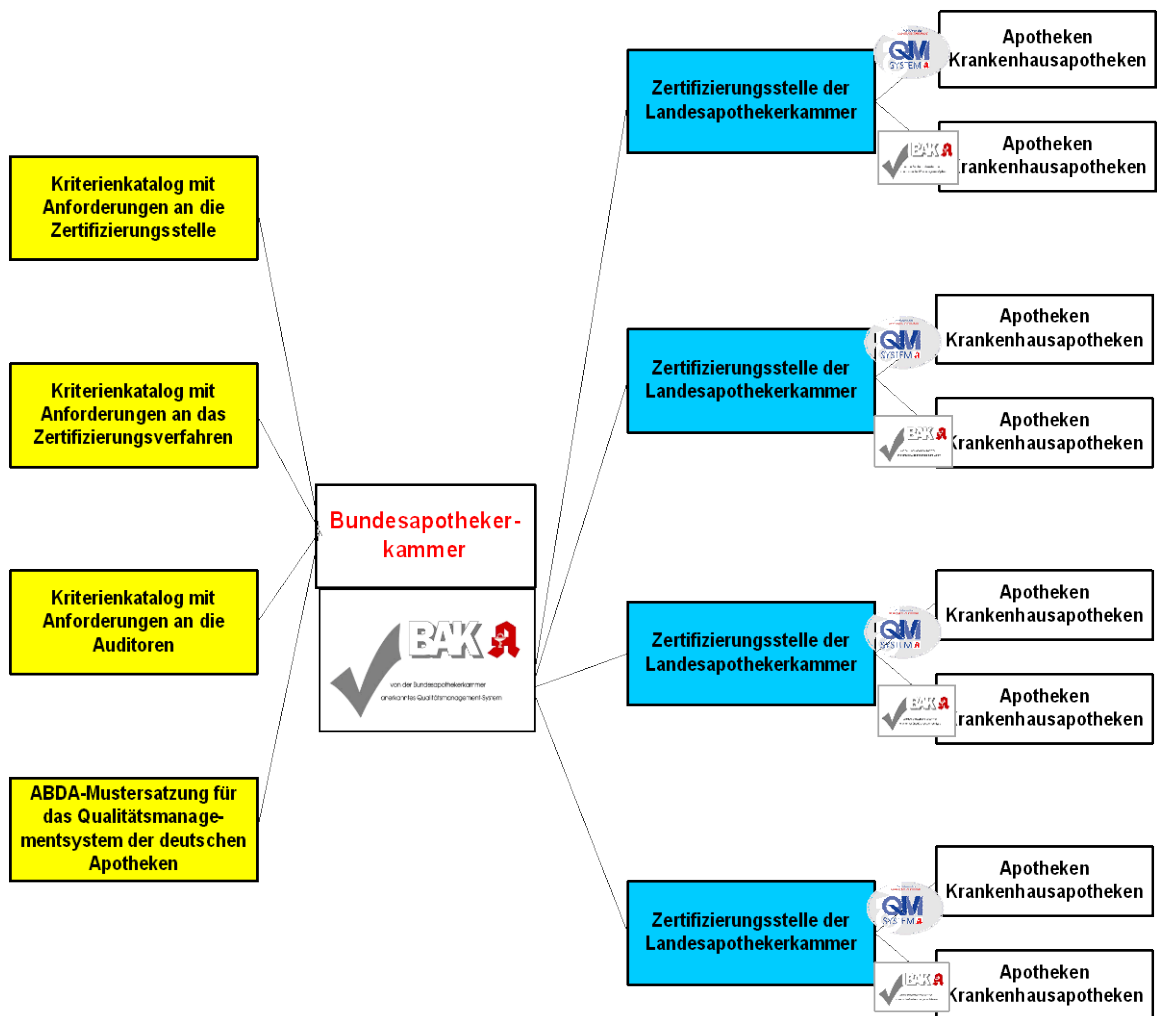 Kriterienkatalog mit
Anforderungen an die
Zertifizierungsstelle
Kriterienkatalog mit
Anforderungen an das
Zertifizierungsverfahren
Kriterienkatalog mit
Anforderungen an die
Auditoren
ABDA-Mustersatzung für
das Qualitätsmanage-
mentsystem der deutschen
Apotheken
Bundesapotheker-
kammer
BAK
von der Bundesapothekerkammer
anerkanntes Qualitätsmanagement-System
Zertifizierungsstelle der
Landesapothekerkammer
QM
SYSTEM
Apotheken
Krankenhausapotheken
BAK
Apotheken
Krankenhausapotheken
Zertifizierungsstelle der
Landesapothekerkammer
QM
SYSTEM
Apotheken
Krankenhausapotheken
BAK
Apotheken
Krankenhausapotheken
Zertifizierungsstelle der
Landesapothekerkammer
QM
SYSTEM
Apotheken
Krankenhausapotheken
BAK
Apotheken
Krankenhausapotheken
Zertifizierungsstelle der
Landesapothekerkammer
QM
SYSTEM
Apotheken
Krankenhausapotheken
BAK
Apotheken
Krankenhausapotheken